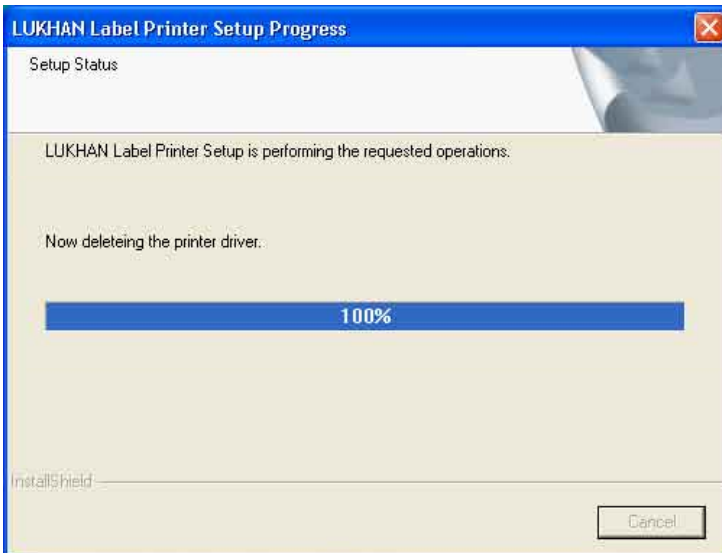 LUKHAN Label Printer Setup Progress
Setup Status
LUKHAN Label Printer Setup is performing the requested operations.
Now deleteing the printer driver.
100%
InstallShield
Cancel